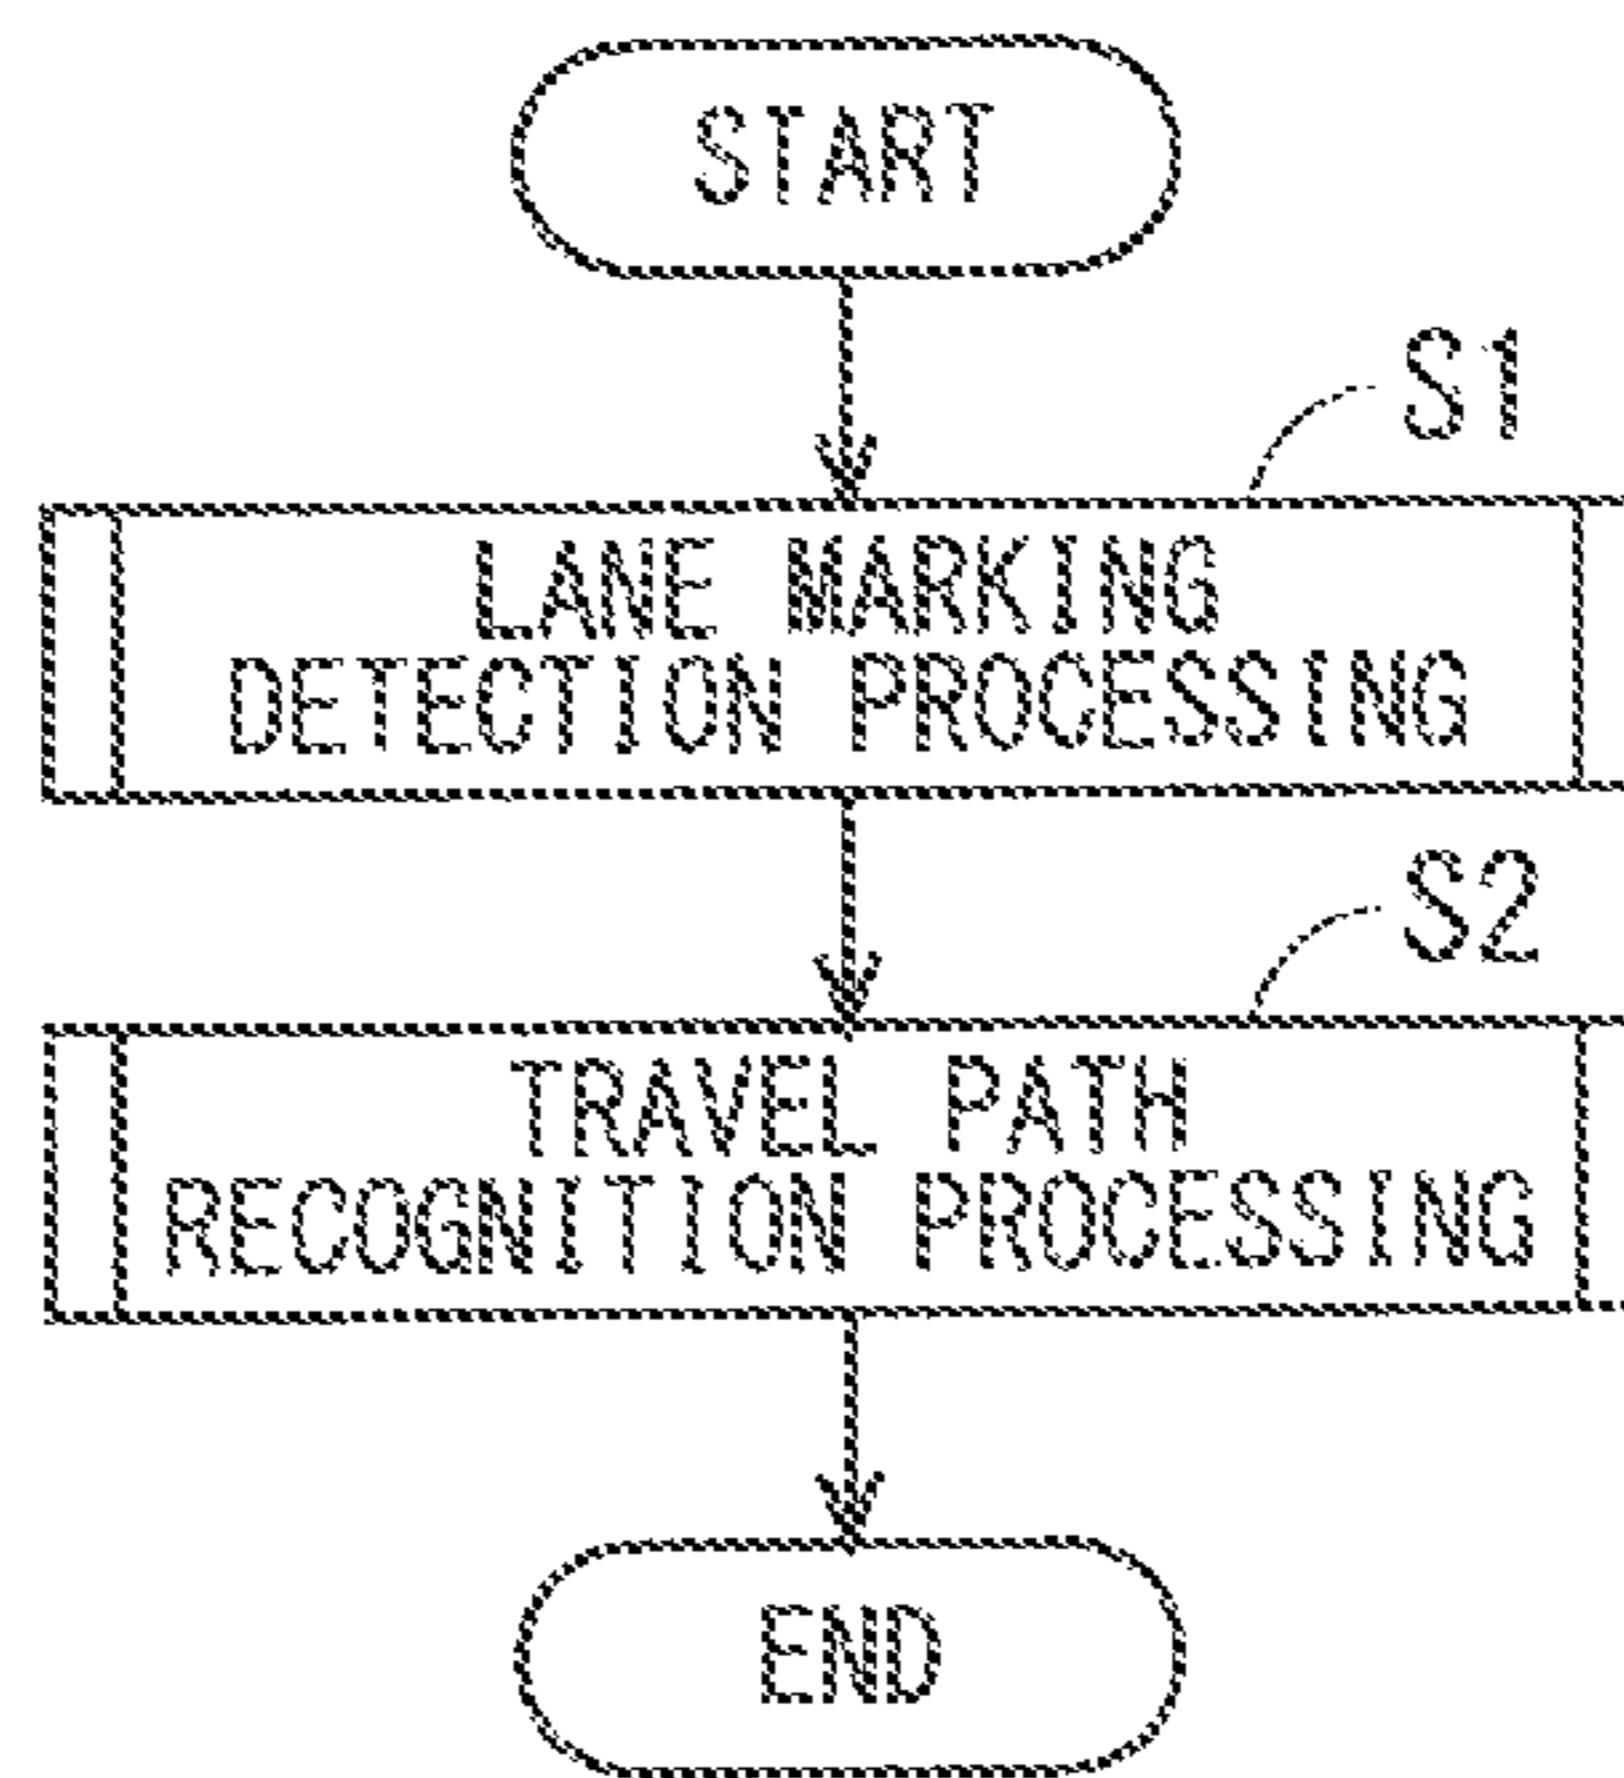 START
S1
LANE MARKING
DETECTION PROCESSING
S2
TRAVEL PATH
RECOGNITION PROCESSING
END